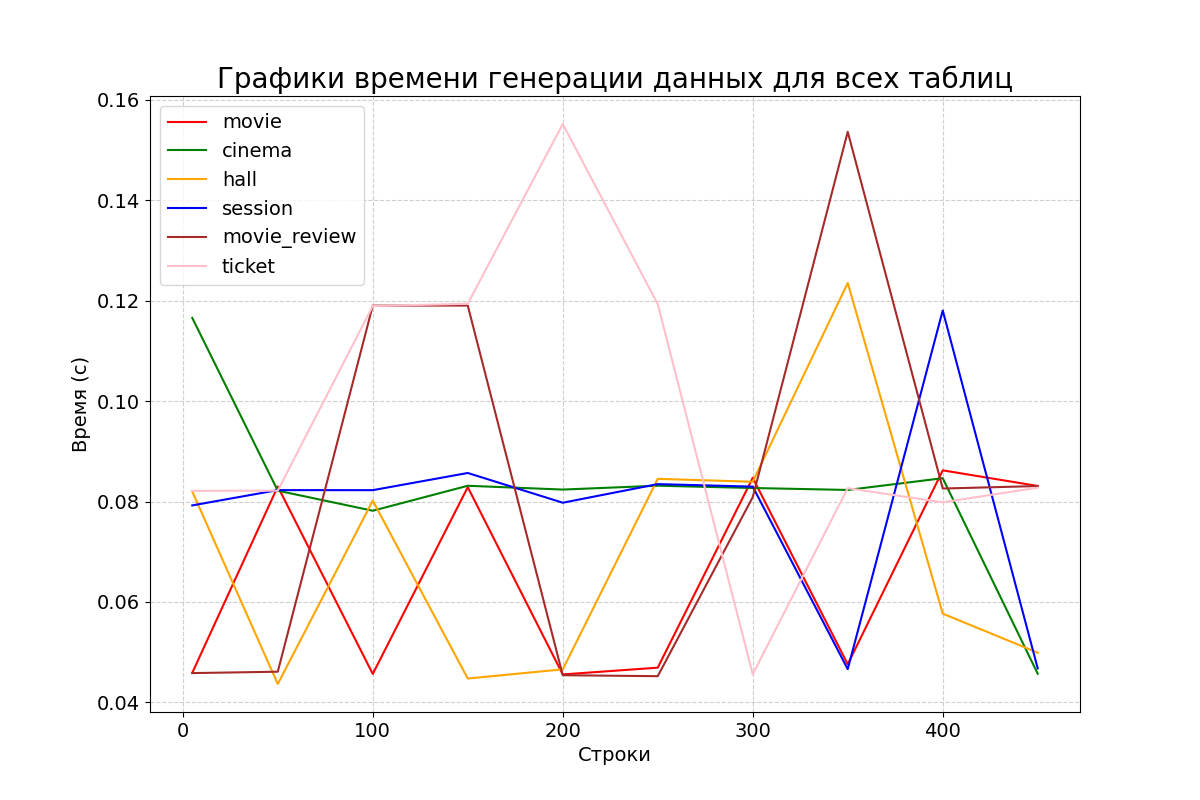 Графики времени генерации данных для всех таблиц
0.16
0.14
0.12
0.10
0.08
0.06
0.04
Время (с)
movie
cinema
hall
session
movie_review
ticket
0 100 200 300 400
Строки